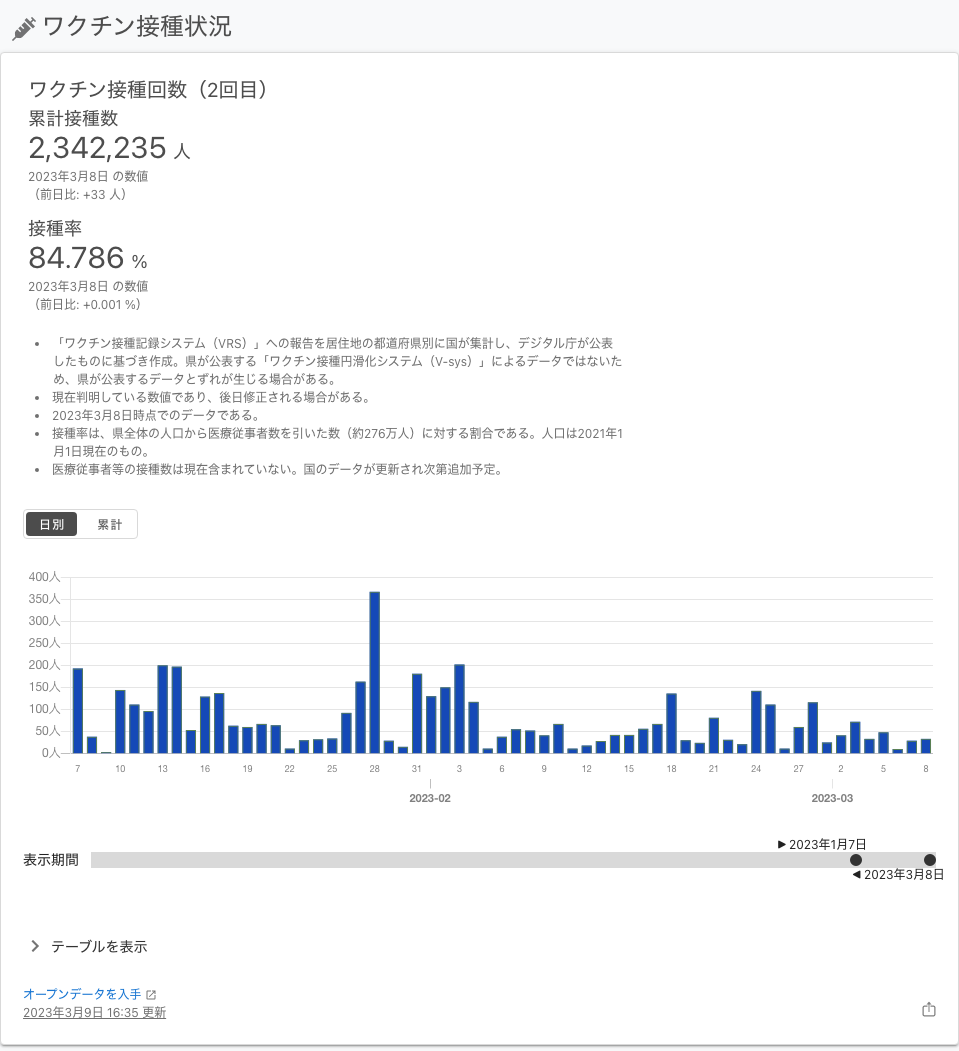 ワクチン接種状況
ワクチン接種回数（2回目）
累計接種数
2,342,235 人
2023年3月8日 の数値
（前日比: +33 人）
接種率
84.786 %
2023年3月8日 の数値
（前日比: +0.001 %）
• 「ワクチン接種記録システム（VRS）」への報告を居住地の都道府県別に国が集計し、デジタル庁が公表
したものに基づき作成。県が公表する「ワクチン接種円滑化システム（V-sys）」によるデータではないた
め、県が公表するデータとずれが生じる場合がある。
• 現在判明している数値であり、後日修正される場合がある。
• 2023年3月8日時点でのデータである。
• 接種率は、県全体の人口から医療従事者数を引いた数（約276万人）に対する割合である。人口は2021年1
月1日現在のもの。
• 医療従事者等の接種数は現在含まれていない。国のデータが更新され次第追加予定。
日別 累計
400人
350人
300人
250人
200人
150人
100人
50人
0人
7 10 13 16 19 22 25 28 31 3 6 9 12 15 18 21 24 27 2 5 8
2023-02 2023-03
2023年1月7日
表示期間
2023年3月8日
テーブルを表示
オープンデータを入手
2023年3月9日 16:35 更新